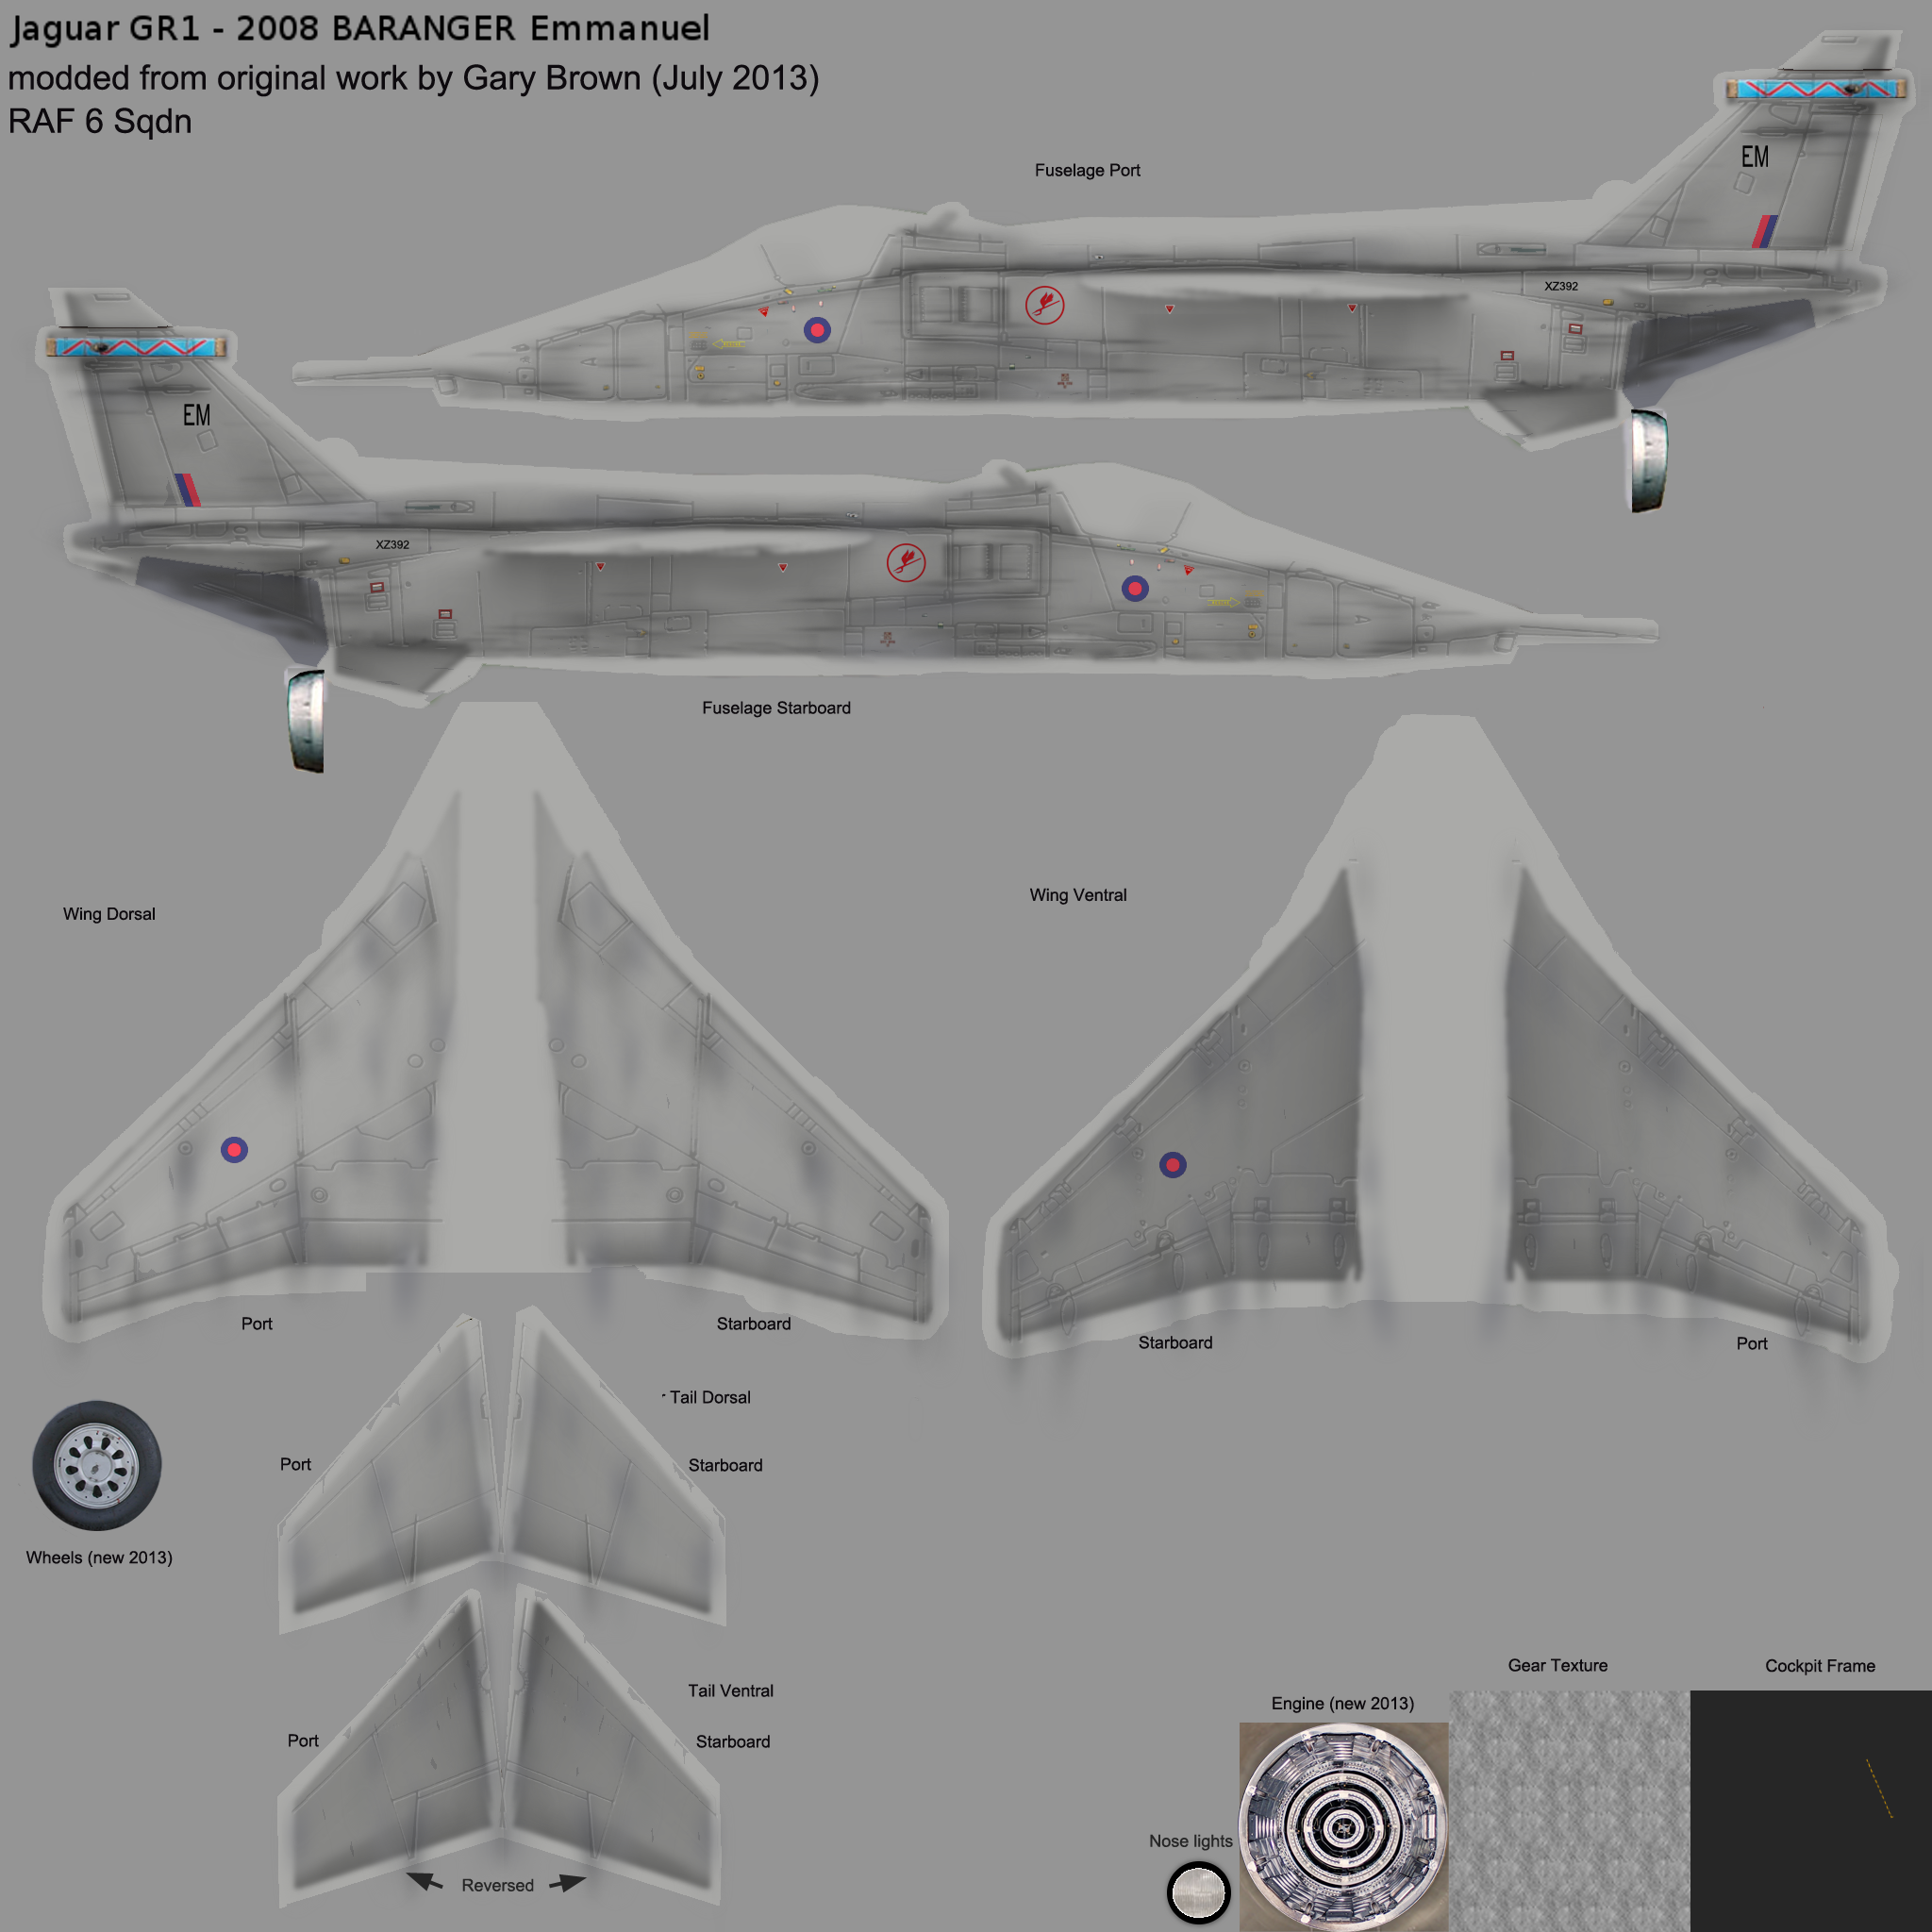 Jaguar GR1 - 2008 BARANGER Emmanuel
modded from original work by Gary Brown (July 2013)
RAF 6 Sqdn
Fuselage Port
EM
XZ392
EM
XZ392
Fuselage Starboard
Wing Dorsal
Wing Ventral
Port
Starboard
Starboard
Port
Tail Dorsal
Port
Starboard
Wheels (new 2013)
Tail Ventral
Port
Starboard
Reversed
Gear Texture
Cockpit Frame
Engine (new 2013)
Nose lights